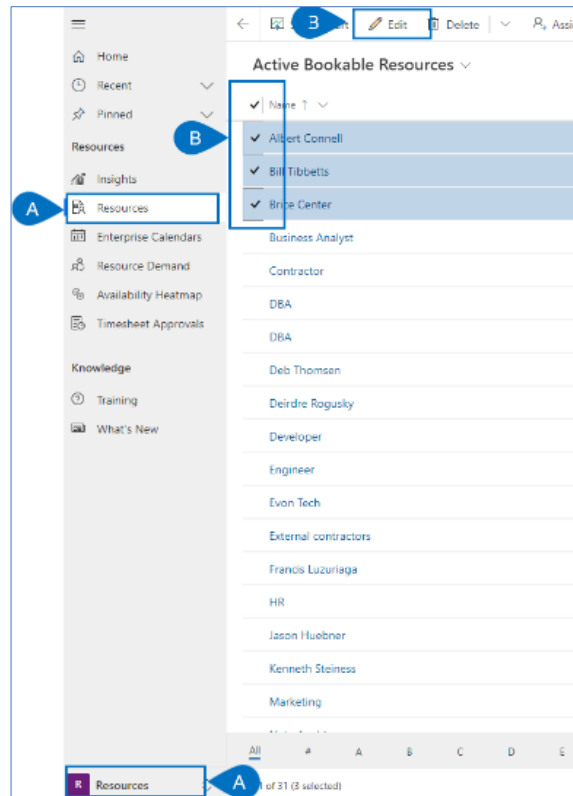 3 Edit Delete Assi
Home
Recent
Pinned
Resources
Insights
A Resources
Enterprise Calendars
Resource Demand
Availability Heatmap
Timesheet Approvals
Knowledge
Training
What's New
R Resources A
Active Bookable Resources
Name ↑
B
Albert Connell
Bill Tibbetts
Brice Center
Business Analyst
Contractor
DBA
DBA
Deb Thomsen
Deirdre Rogusky
Developer
Engineer
Evon Tech
External contractors
Francis Luzuriaga
HR
Jason Huebner
Kenneth Steiness
Marketing
All # A B C D E
of 31 (3 selected)